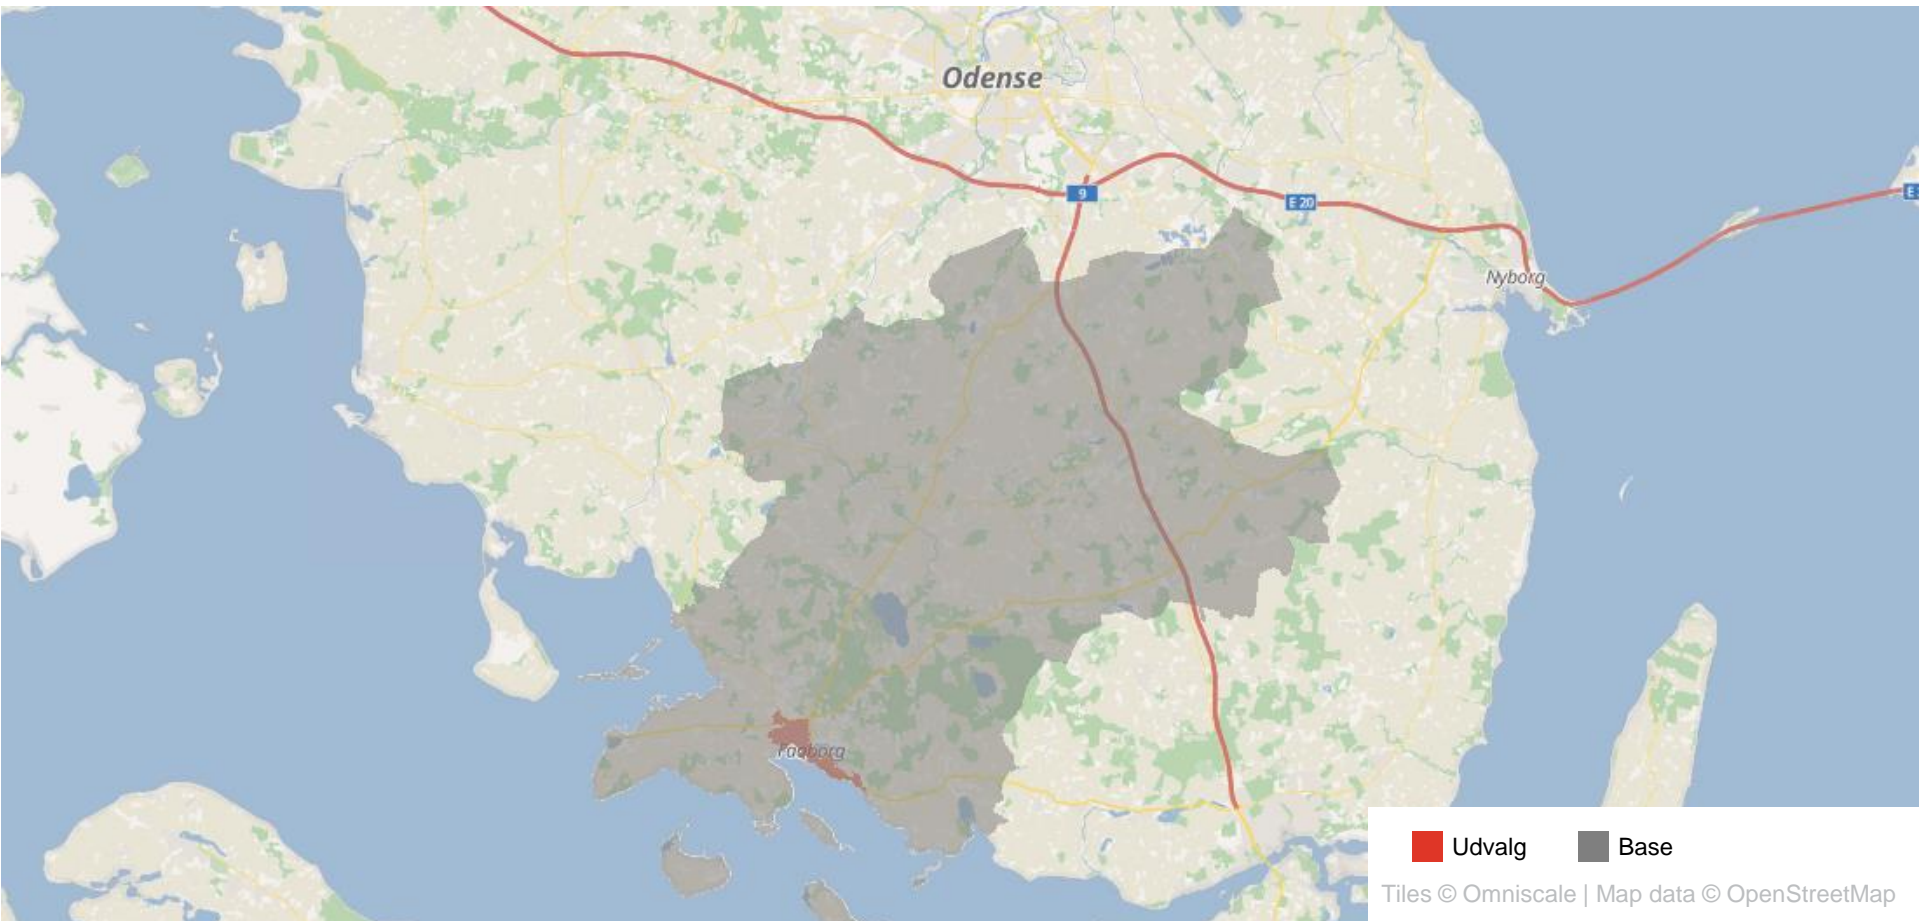 Odense
9
E 20
E
Nyborg
Faaborg
Udvalg
Base
Tiles © Omniscale | Map data © OpenStreetMap